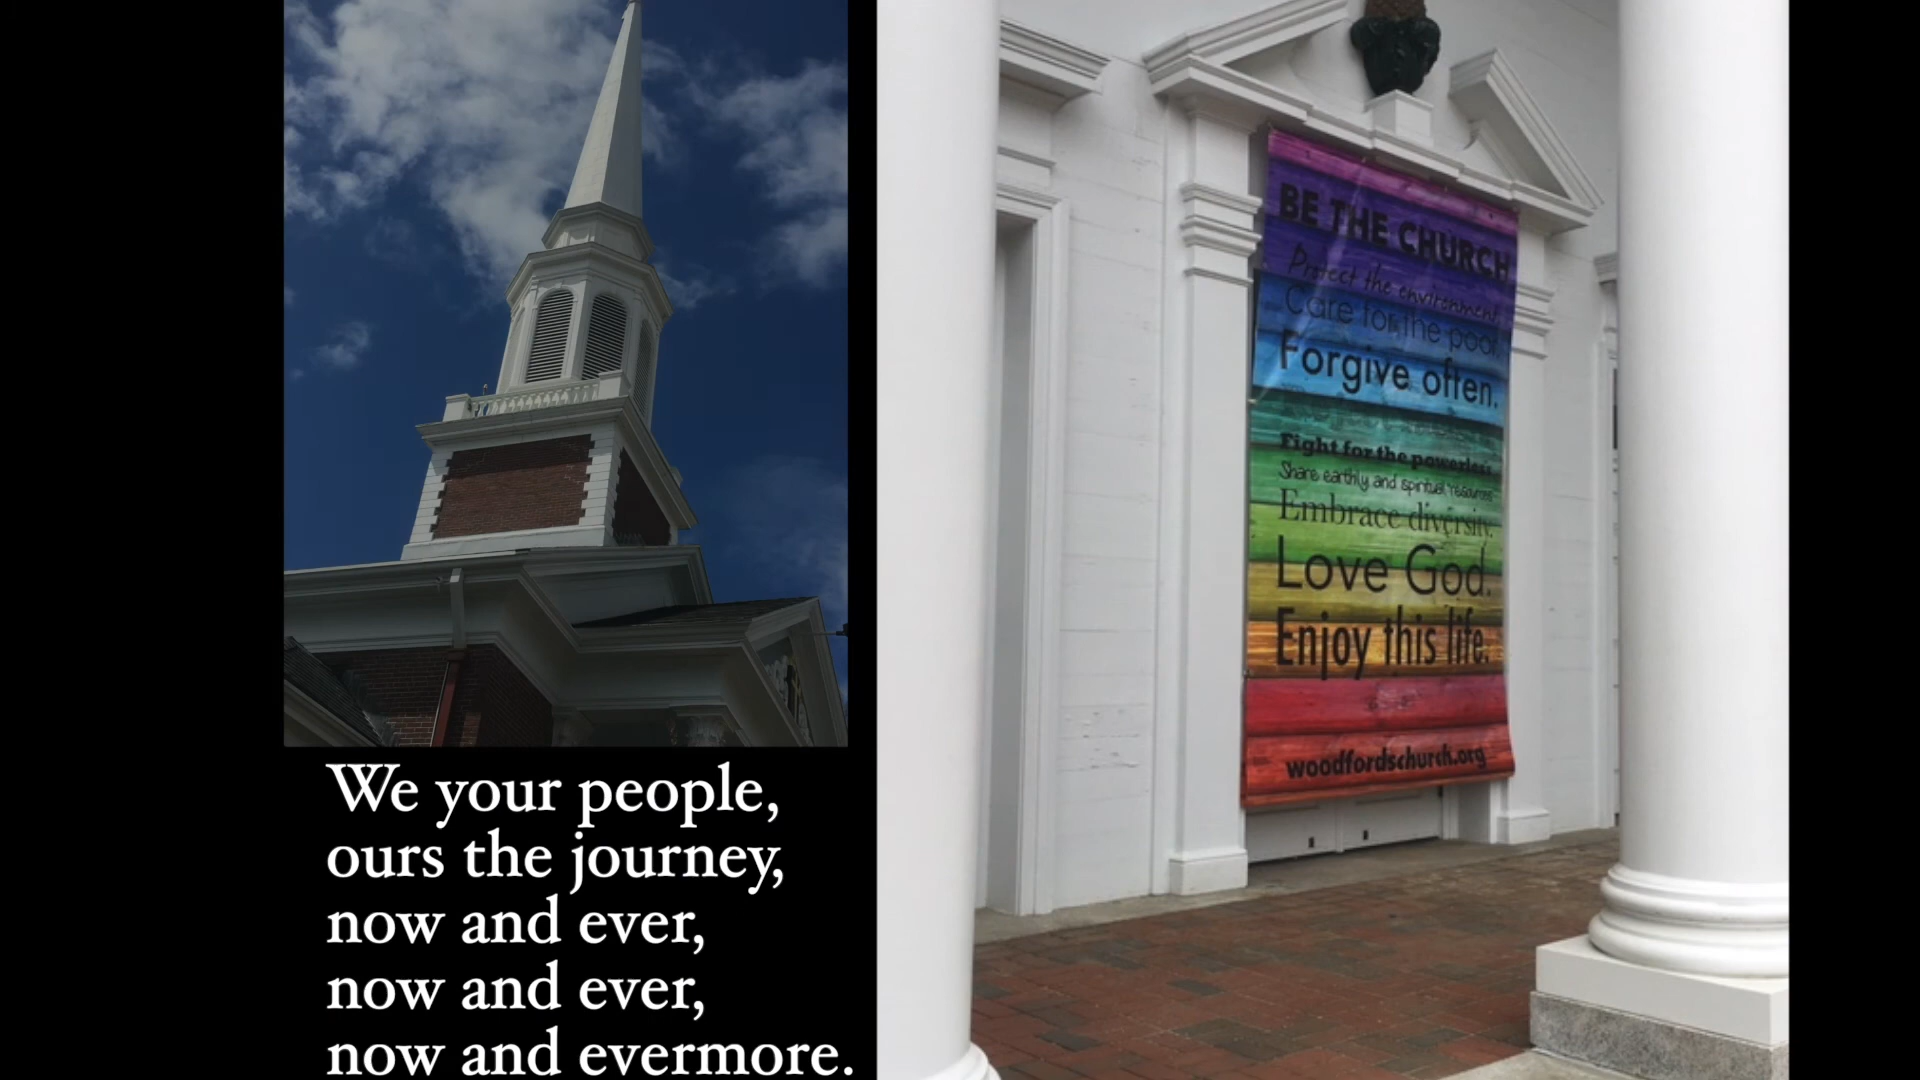 We your people,
ours the journey,
now and ever,
now and ever,
now and evermore.
BE THE CHURCH
Protect the environment.
Care for the poor.
Forgive often.
Fight for the powerless.
Share earthly and spiritual resources.
Embrace diversity.
Love God.
Enjoy this life.
woodfordschurch.org